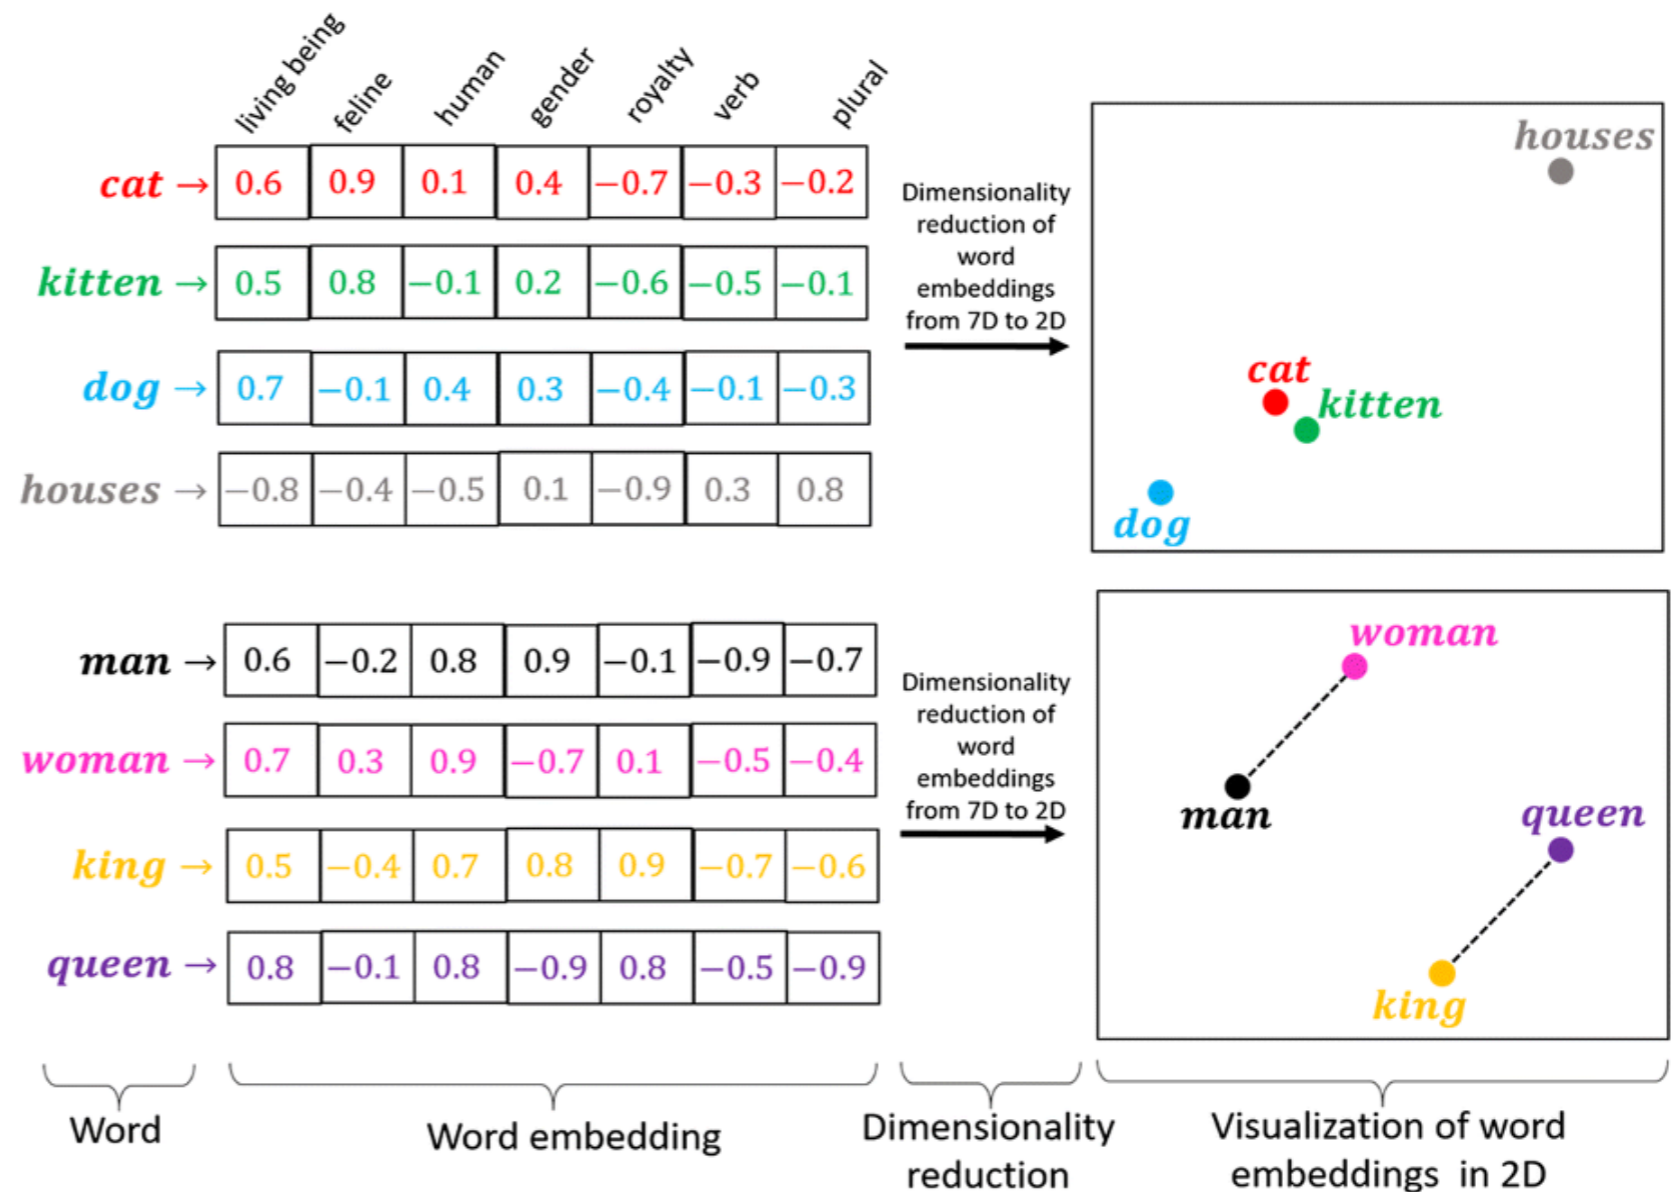 living being feline human gender royalty verb plural
cat → 0.6 0.9 0.1 0.4 −0.7 −0.3 −0.2
kitten → 0.5 0.8 −0.1 0.2 −0.6 −0.5 −0.1
dog → 0.7 −0.1 0.4 0.3 −0.4 −0.1 −0.3
houses → −0.8 −0.4 −0.5 0.1 −0.9 0.3 0.8
Dimensionality
reduction of
word
embeddings
from 7D to 2D
houses
cat
kitten
dog
man → 0.6 −0.2 0.8 0.9 −0.1 −0.9 −0.7
woman → 0.7 0.3 0.9 −0.7 0.1 −0.5 −0.4
king → 0.5 −0.4 0.7 0.8 0.9 −0.7 −0.6
queen → 0.8 −0.1 0.8 −0.9 0.8 −0.5 −0.9
Dimensionality
reduction of
word
embeddings
from 7D to 2D
woman
man
queen
king
Word
Word embedding
Dimensionality
reduction
Visualization of word
embeddings in 2D